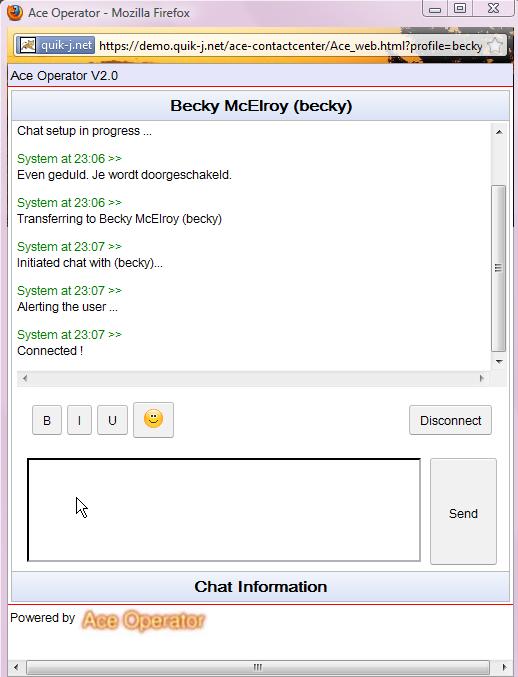 Ace Operator - Mozilla Firefox
quik-j.net https://demo.quik-j.net/ace-contactcenter/Ace_web.html?profile=becky
Ace Operator V2.0
Becky McElroy (becky)
Chat setup in progress ...
System at 23:06 >>
Even geduld. Je wordt doorgeschakeld.
System at 23:06 >>
Transferring to Becky McElroy (becky)
System at 23:07 >>
Initiated chat with (becky)...
System at 23:07 >>
Alerting the user ...
System at 23:07 >>
Connected !
B I U Disconnect
Send
Chat Information
Powered by Ace Operator